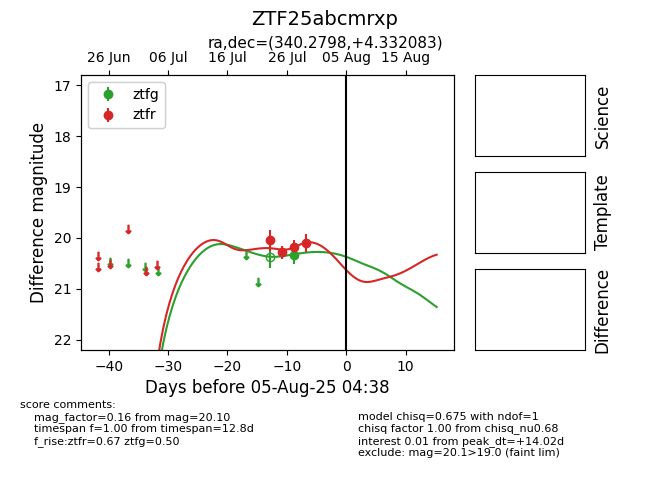 ZTF25abcmrxp
ra,dec=(340.2798,+4.332083)
26 Jun 06 Jul 16 Jul 26 Jul 05 Aug 15 Aug
ztfg
ztfr
17
18
19
20
21
22
Difference magnitude
−40 −30 −20 −10 0 10
Days before 05-Aug-25 04:38
Science
Template
Difference
score comments:
mag_factor=0.16 from mag=20.10
timespan f=1.00 from timespan=12.8d
f_rise:ztfr=0.67 ztfg=0.50
model chisq=0.675 with ndof=1
chisq factor 1.00 from chisq_nu0.68
interest 0.01 from peak_dt=+14.02d
exclude: mag=20.1>19.0 (faint lim)